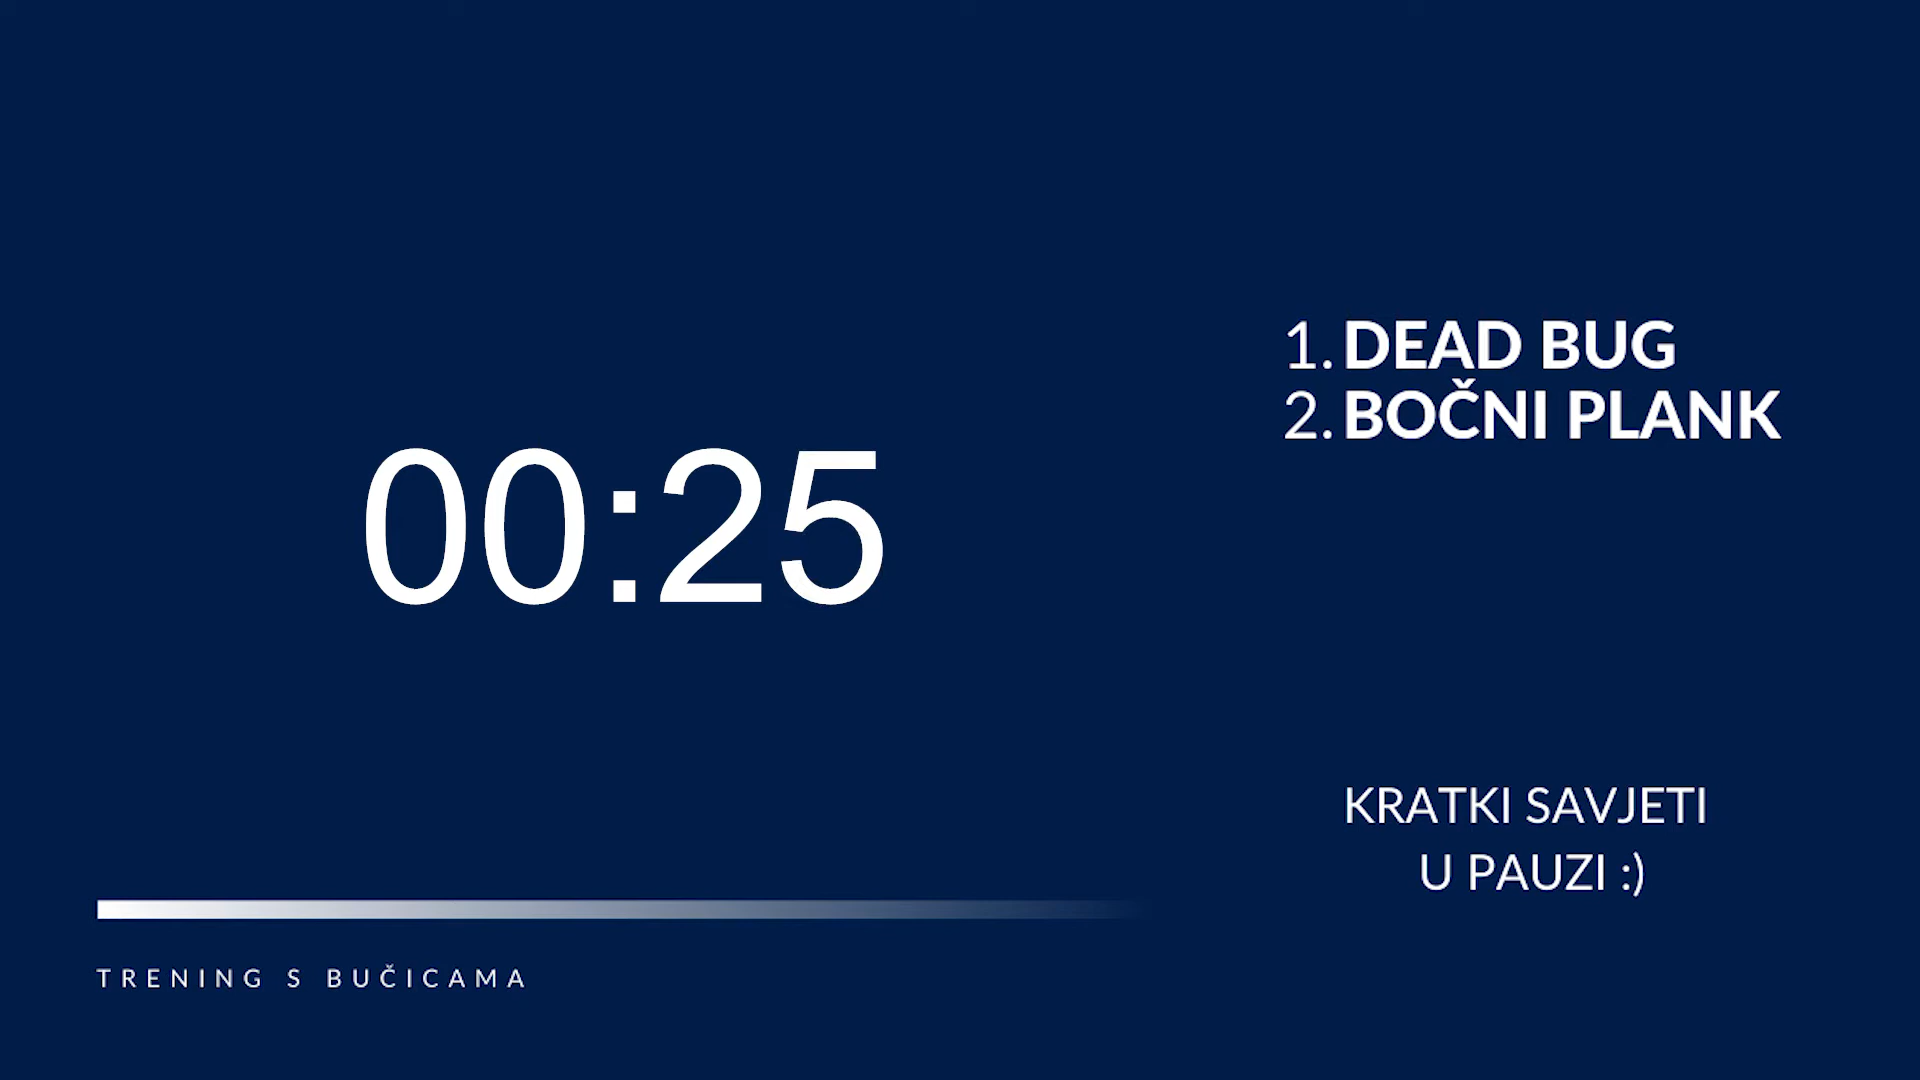 00:25
1. DEAD BUG
2. BOČNI PLANK
KRATKI SAVJETI
U PAUZI :)
TRENING S BUČICAMA